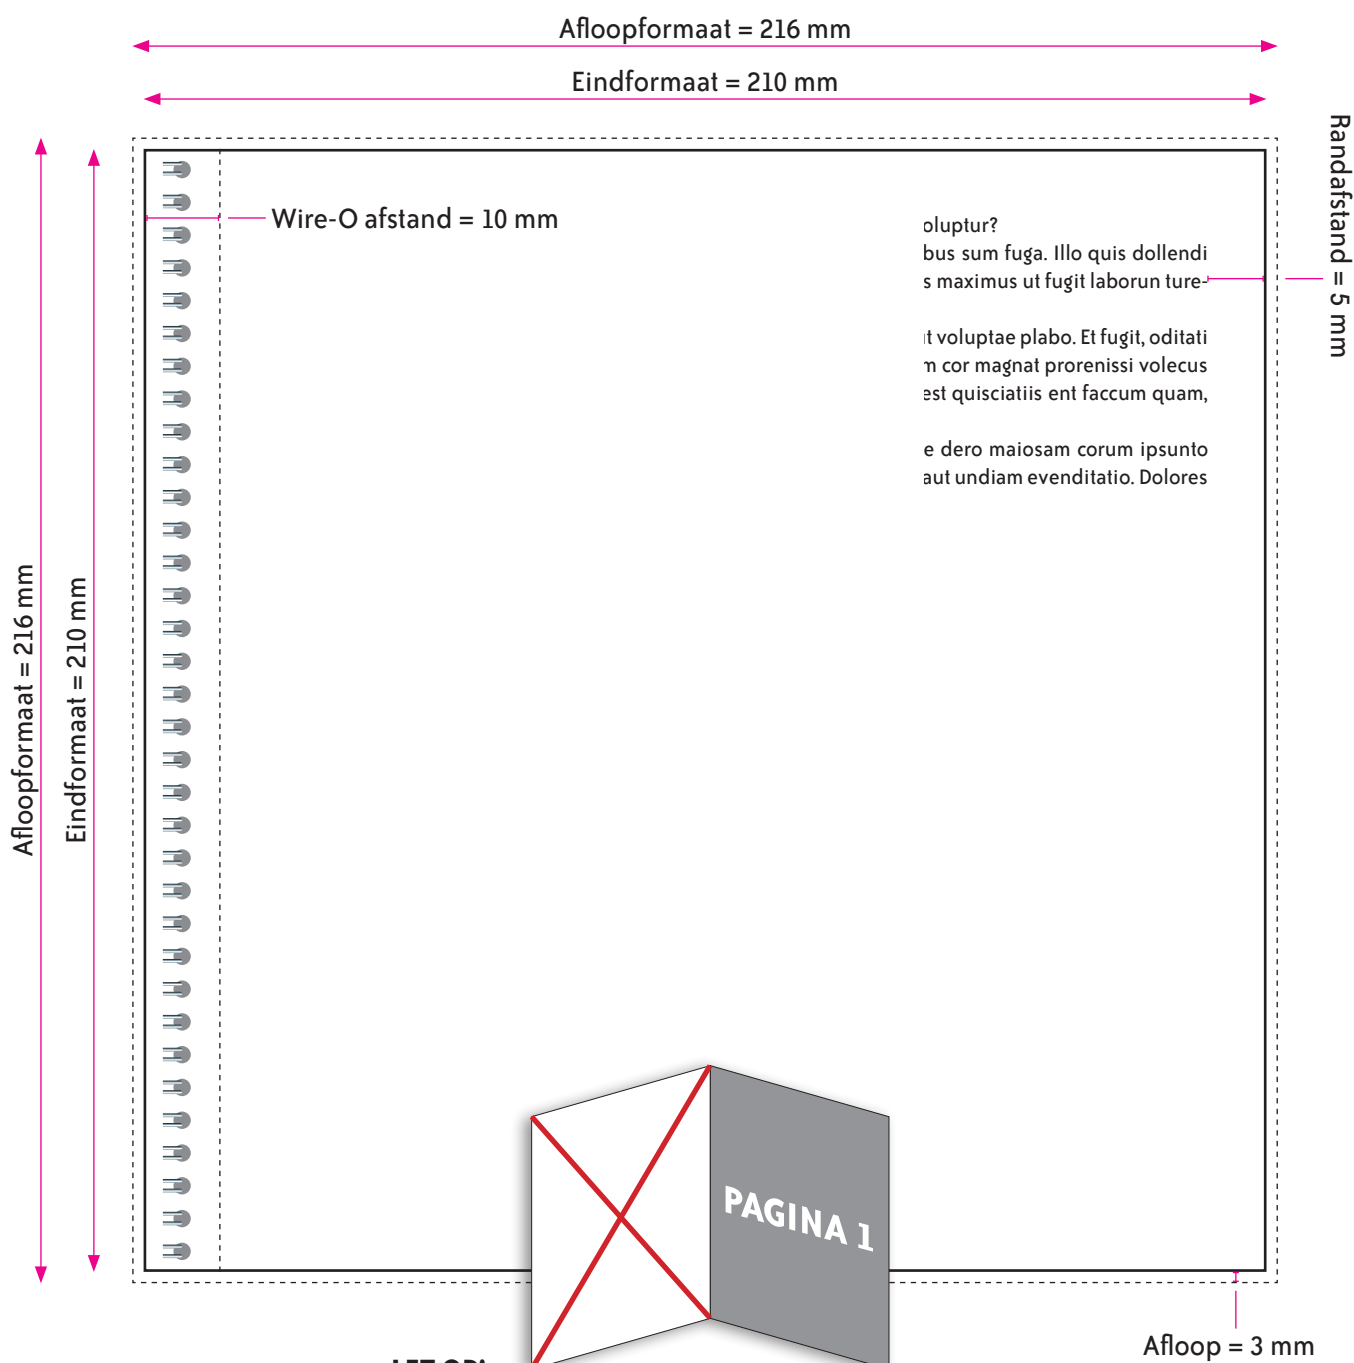 Afloopformaat = 216 mm
Eindformaat = 210 mm
Randafstand = 5 mm
Wire-O afstand = 10 mm
oluptur?
bus sum fuga. Illo quis dollendi
s maximus ut fugit laborun ture-
t voluptae plabo. Et fugit, oditati
m cor magnat prorenissi volecus
est quisciatiis ent faccum quam,
e dero maiosam corum ipsunto
aut undiam evenditatio. Dolores
Afloopformaat = 216 mm
Eindformaat = 210 mm
PAGINA 1
Afloop = 3 mm